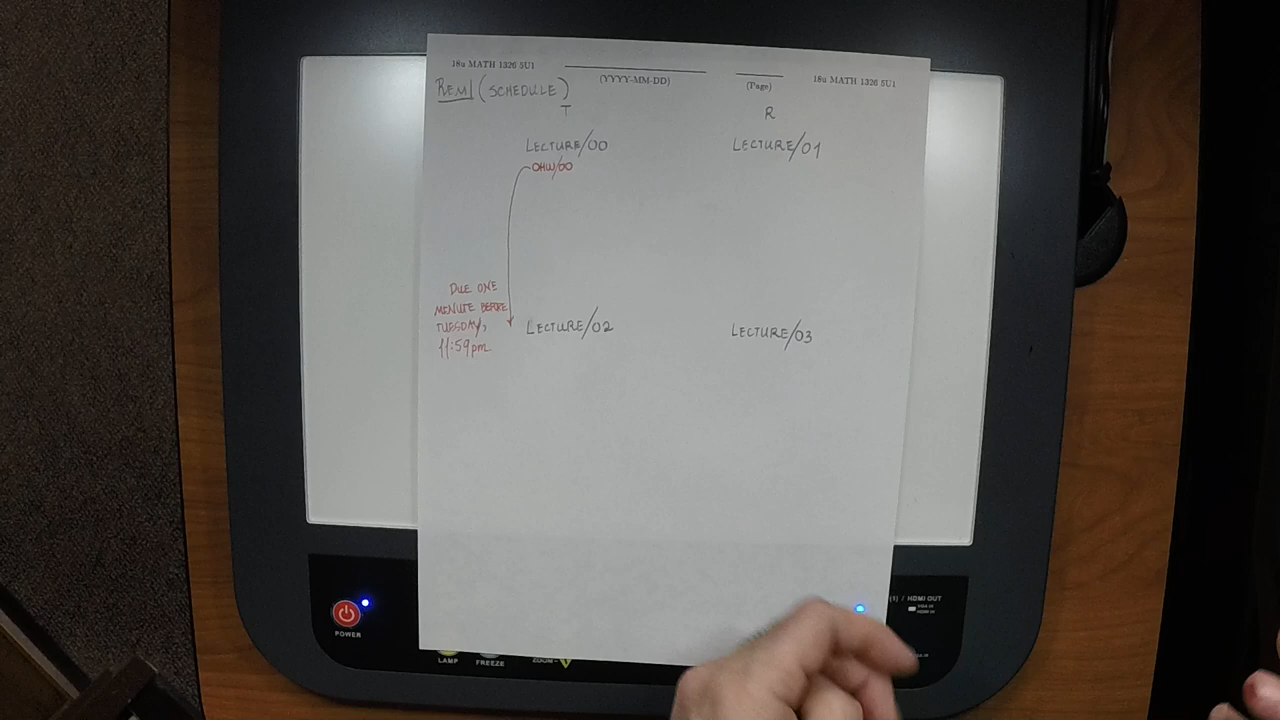 18u MATH 1326 5U1
(YYYY-MM-DD)
(Page)
18u MATH 1326 5U1
REM| (SCHEDULE)
T
R
LECTURE/00
LECTURE/01
OHW/00
DUE ONE
MINUTE BEFORE
TUESDAY,
11:59pm
LECTURE/02
LECTURE/03
POWER
LAMP
FREEZE
ZOOM-
/ HDMI OUT